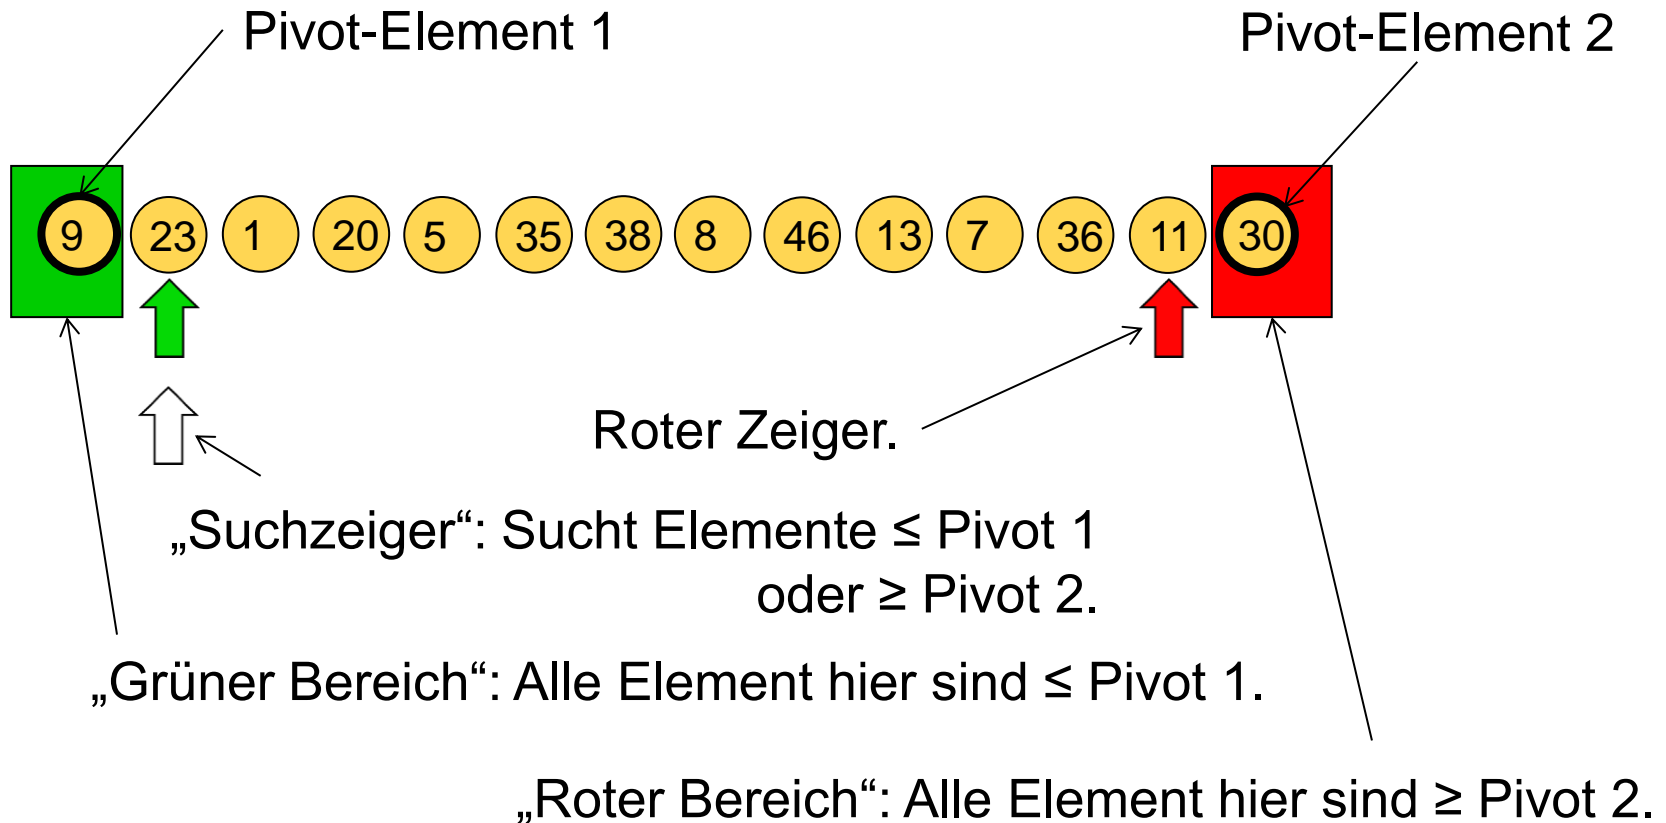 Pivot-Element 1
Pivot-Element 2
9 23 1 20 5 35 38 8 46 13 7 36 11 30
Roter Zeiger.
„Suchzeiger“: Sucht Elemente ≤ Pivot 1
oder ≥ Pivot 2.
„Grüner Bereich“: Alle Element hier sind ≤ Pivot 1.
„Roter Bereich“: Alle Element hier sind ≥ Pivot 2.